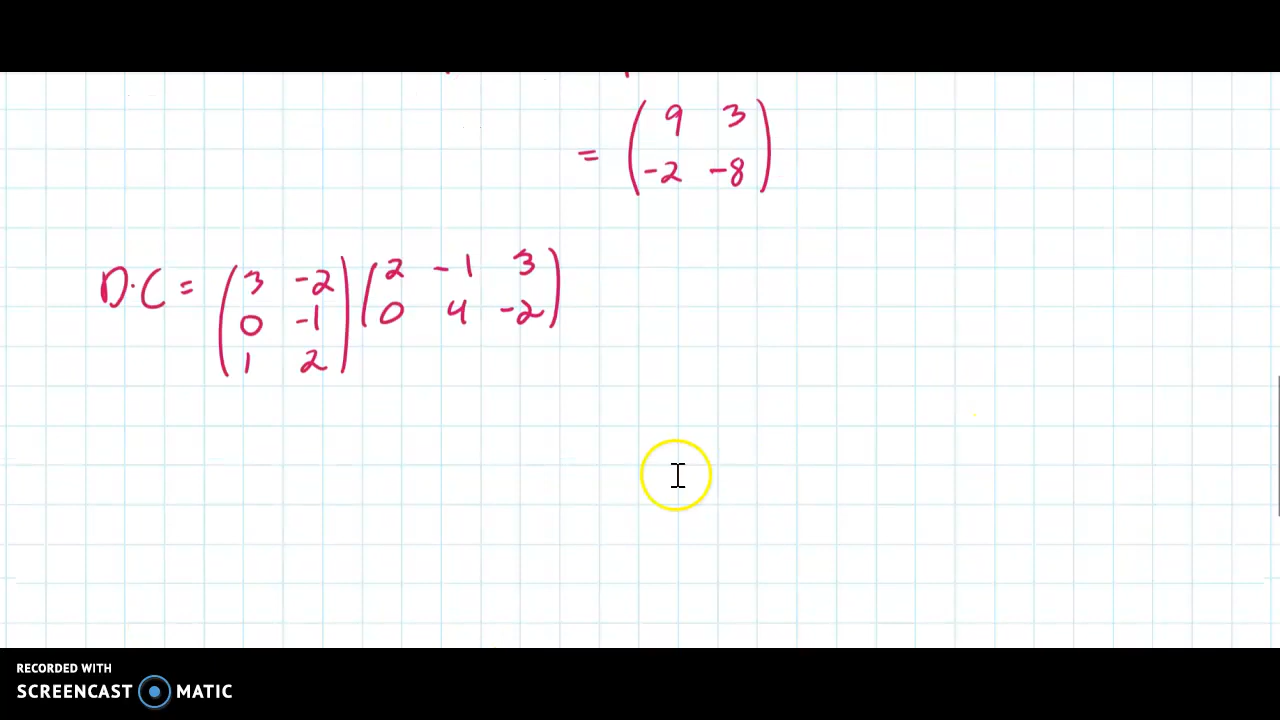 = ( 9 3
-2 -8 )
D·C = ( 3 -2 ) ( 2 -1 3 )
0 -1 0 4 -2
1 2
RECORDED WITH
SCREENCAST MATIC